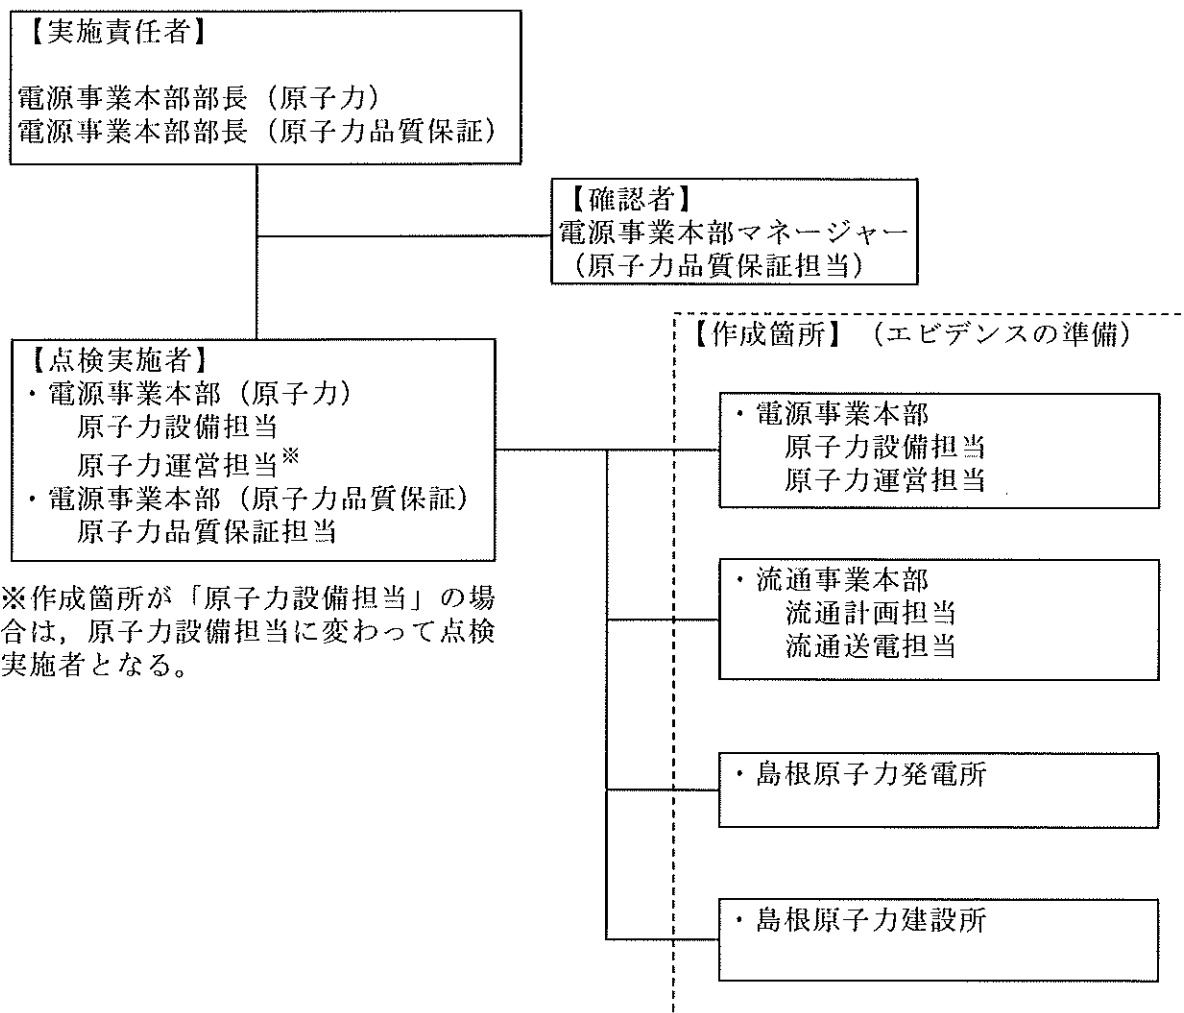 【実施責任者】
電源事業本部部長（原子力）
電源事業本部部長（原子力品質保証）
【確認者】
電源事業本部マネージャー
（原子力品質保証担当）
【点検実施者】
・電源事業本部（原子力）
原子力設備担当
原子力運営担当※
・電源事業本部（原子力品質保証）
原子力品質保証担当
※作成箇所が「原子力設備担当」の場
合は，原子力設備担当に変わって点検
実施者となる。
【作成箇所】（エビデンスの準備）
・電源事業本部
原子力設備担当
原子力運営担当
・流通事業本部
流通計画担当
流通送電担当
・島根原子力発電所
・島根原子力建設所